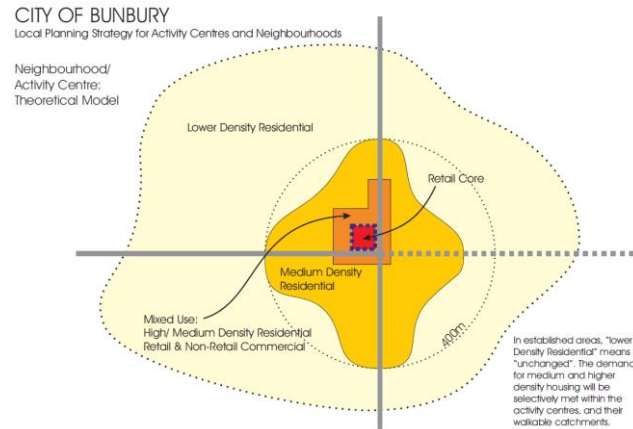 CITY OF BUNBURY
Local Planning Strategy for Activity Centres and Neighbourhoods
Neighbourhood/
Activity Centre:
Theoretical Model
Lower Density Residential
Retail Core
Medium Density
Residential
Mixed Use:
High/ Medium Density Residential
Retail & Non-Retail Commercial
400m
In established areas, "lower
Density Residential" means
"unchanged". The demand
for medium and higher
density housing will be
selectively met within the
activity centres, and their
walkable catchments.